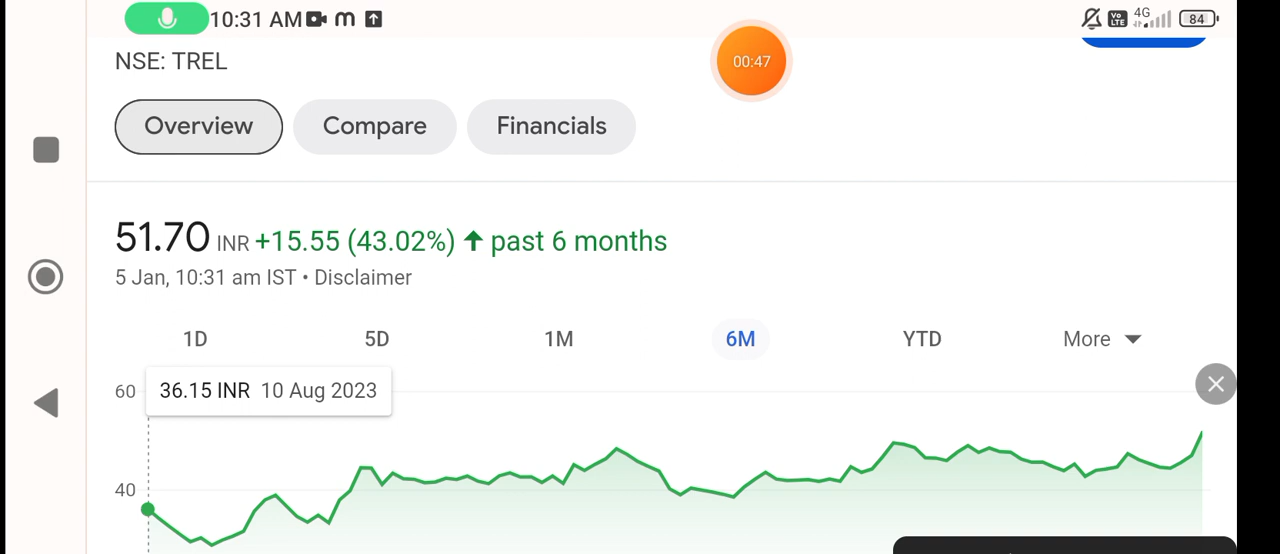 10:31 AM
Vo LTE 4G 84
NSE: TREL
00:47
Overview Compare Financials
51.70 INR +15.55 (43.02%) ↑ past 6 months
5 Jan, 10:31 am IST • Disclaimer
1D 5D 1M 6M YTD More
60
36.15 INR 10 Aug 2023
40